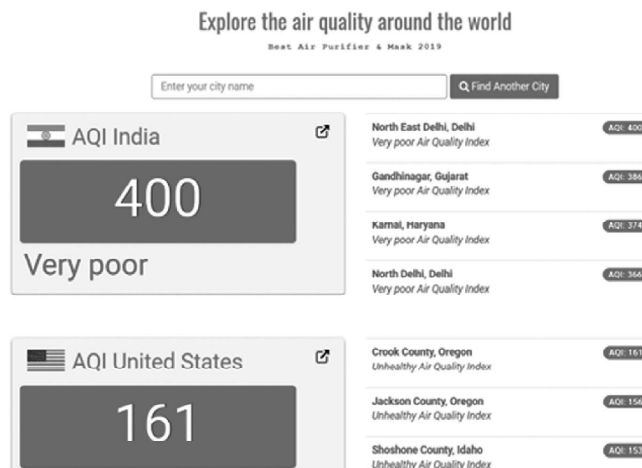 Explore the air quality around the world
Best Air Purifier & Mask 2019
Enter your city name
Find Another City
AQI India
400
Very poor
North East Delhi, Delhi
AQI: 400
Very poor Air Quality Index
Gandhinagar, Gujarat
AQI: 386
Very poor Air Quality Index
Karnal, Haryana
AQI: 374
Very poor Air Quality Index
North Delhi, Delhi
AQI: 366
Very poor Air Quality Index
AQI United States
161
Crook County, Oregon
AQI: 161
Unhealthy Air Quality Index
Jackson County, Oregon
AQI: 156
Unhealthy Air Quality Index
Shoshone County, Idaho
AQI: 153
Unhealthy Air Quality Index